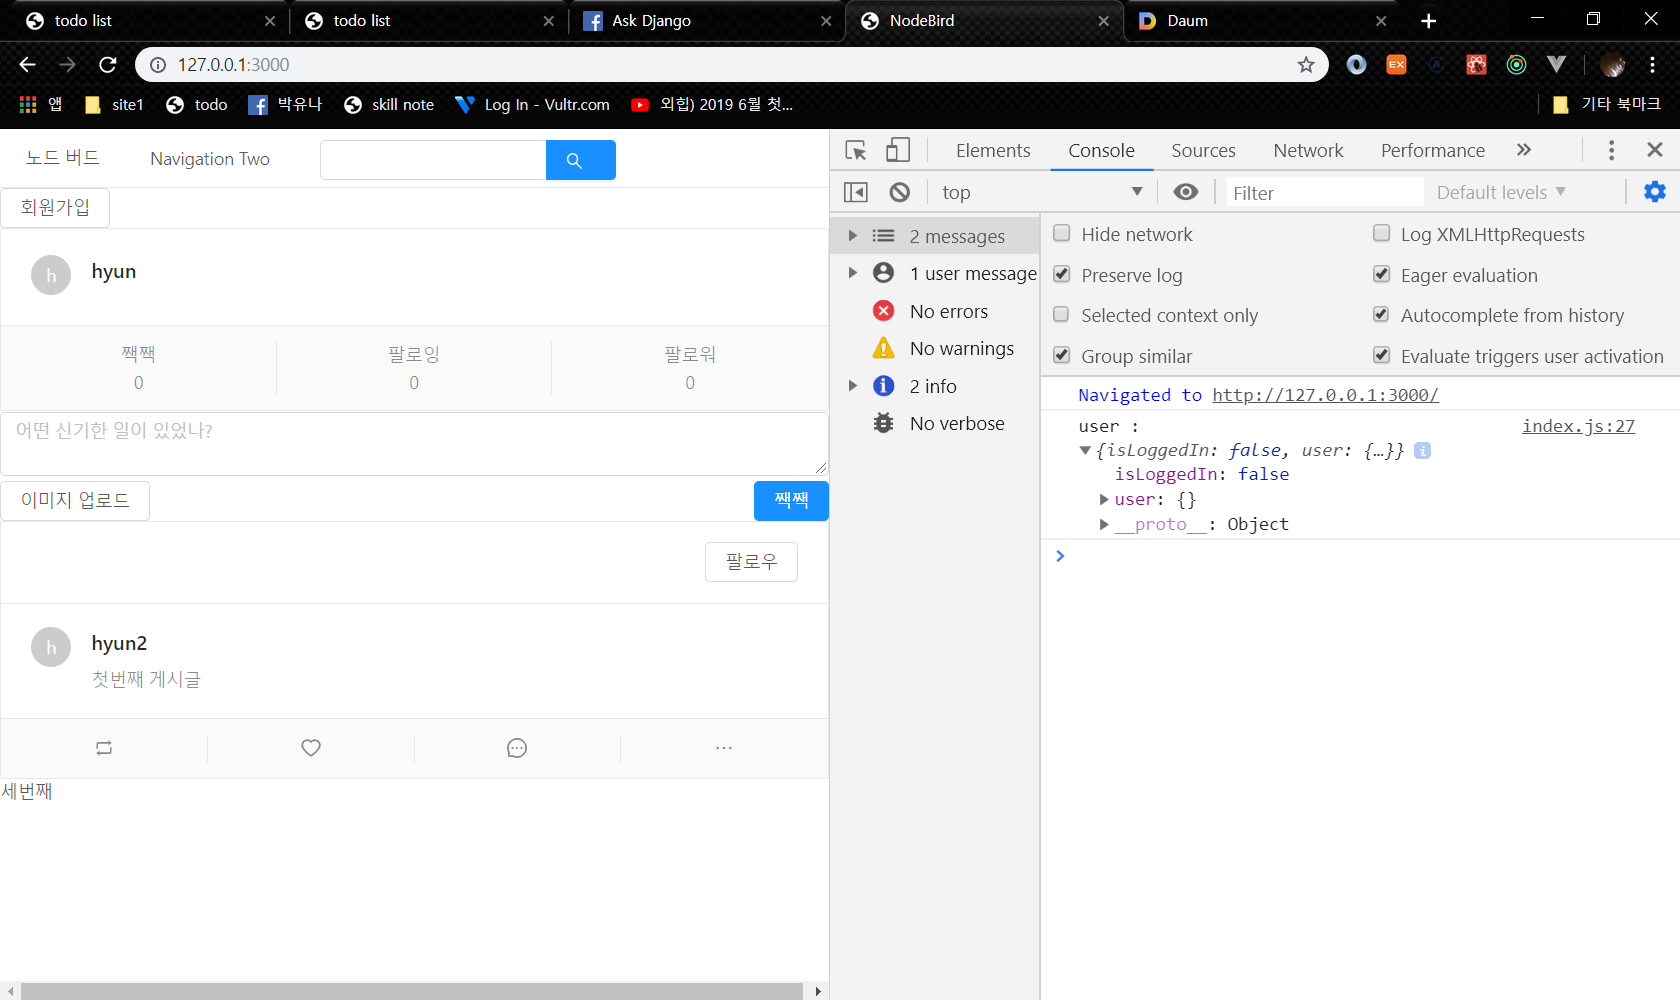 todo list
todo list
Ask Django
NodeBird
Daum
127.0.0.1:3000
EX
앱
site1
todo
박유나
skill note
Log In - Vultr.com
외힙) 2019 6월 첫...
기타 북마크
노드 버드
Navigation Two
회원가입
h
hyun
짹짹
0
팔로잉
0
팔로워
0
어떤 신기한 일이 있었나?
이미지 업로드
짹짹
팔로우
h
hyun2
첫번째 게시글
세번째
Elements
Console
Sources
Network
Performance
top
Filter
Default levels
2 messages
1 user message
No errors
No warnings
2 info
No verbose
Hide network
Log XMLHttpRequests
Preserve log
Eager evaluation
Selected context only
Autocomplete from history
Group similar
Evaluate triggers user activation
Navigated to http://127.0.0.1:3000/
user :
index.js:27
{isLoggedIn: false, user: {…}}
isLoggedIn: false
user: {}
__proto__: Object